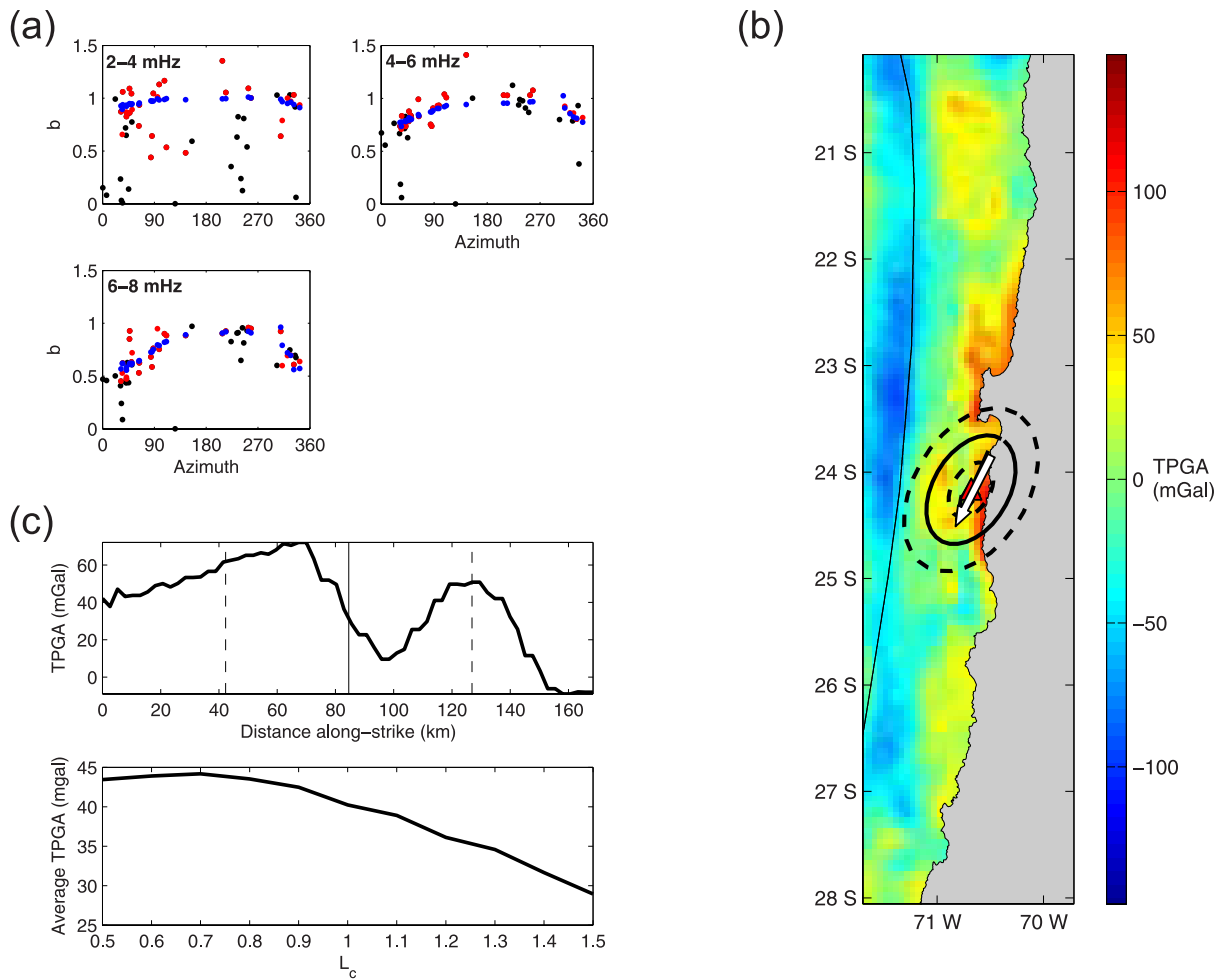 (a)
1.5
1
0.5
0
b
2–4 mHz
0 90 180 270 360
1.5
1
0.5
0
4–6 mHz
0 90 180 270 360
Azimuth
1.5
1
0.5
0
b
6–8 mHz
0 90 180 270 360
Azimuth
(b)
21 S
22 S
23 S
24 S
25 S
26 S
27 S
28 S
71 W 70 W
100
50
0
−50
−100
TPGA
(mGal)
(c)
60
40
20
0
TPGA (mGal)
0 20 40 60 80 100 120 140 160
Distance along−strike (km)
45
40
35
30
25
Average TPGA (mgal)
0.5 0.6 0.7 0.8 0.9 1 1.1 1.2 1.3 1.4 1.5
L_c